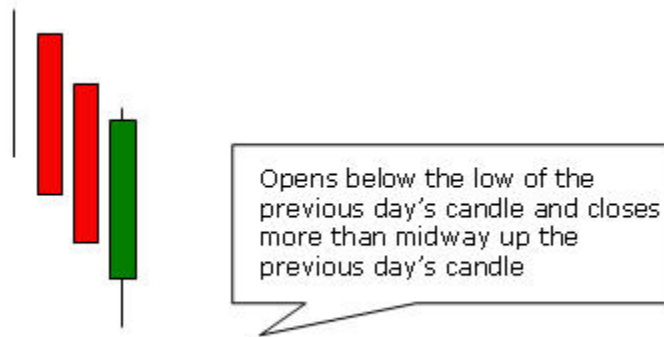 Opens below the low of the
previous day's candle and closes
more than midway up the
previous day's candle